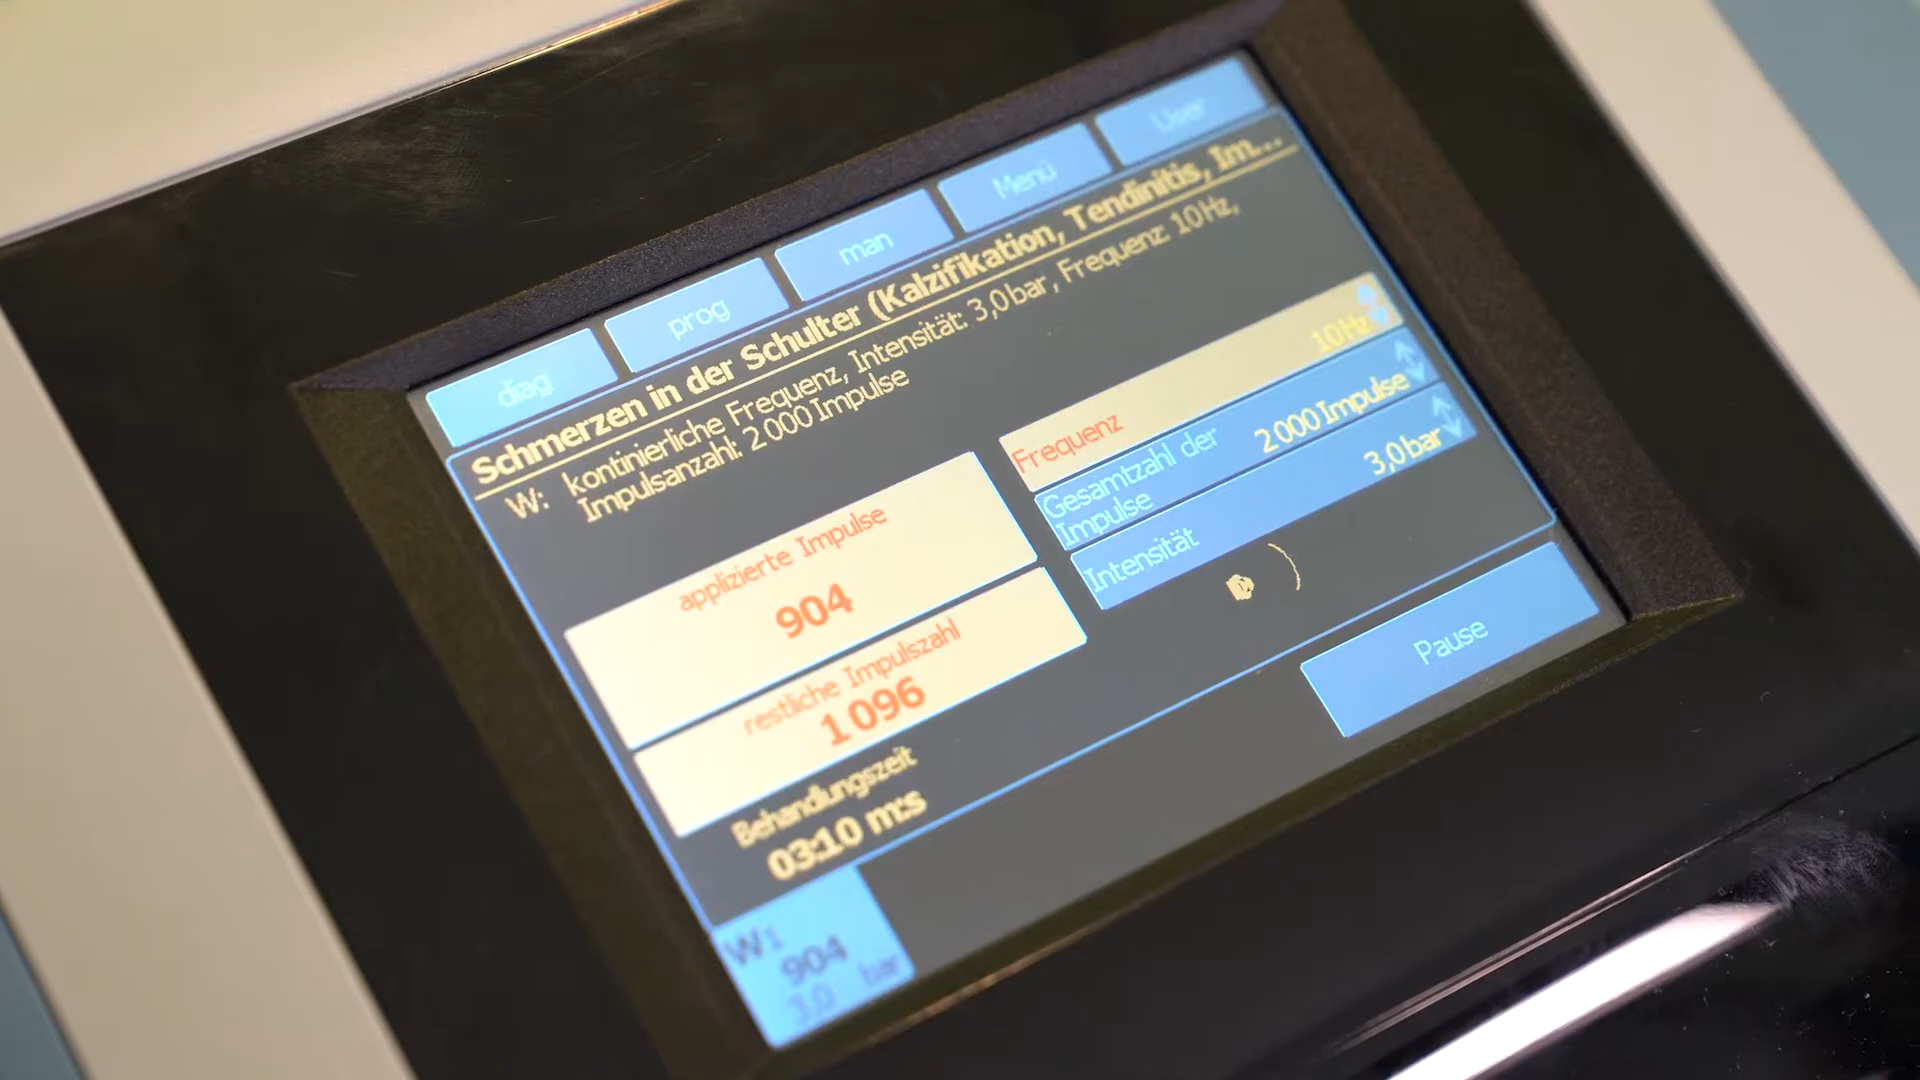 diag
prog
man
Menü
User
Schmerzen in der Schulter (Kalzifikation, Tendinitis, Im...
W: kontinierliche Frequenz, Intensität: 3,0 bar, Frequenz: 10 Hz,
Impulsanzahl: 2 000 Impulse
applizierte Impulse
904
restliche Impulszahl
1 096
Behandlungszeit
03:10 m:s
Frequenz 10 Hz
Gesamtzahl der
Impulse 2 000 Impulse
Intensität 3,0 bar
Pause
W1
904
3,0 bar